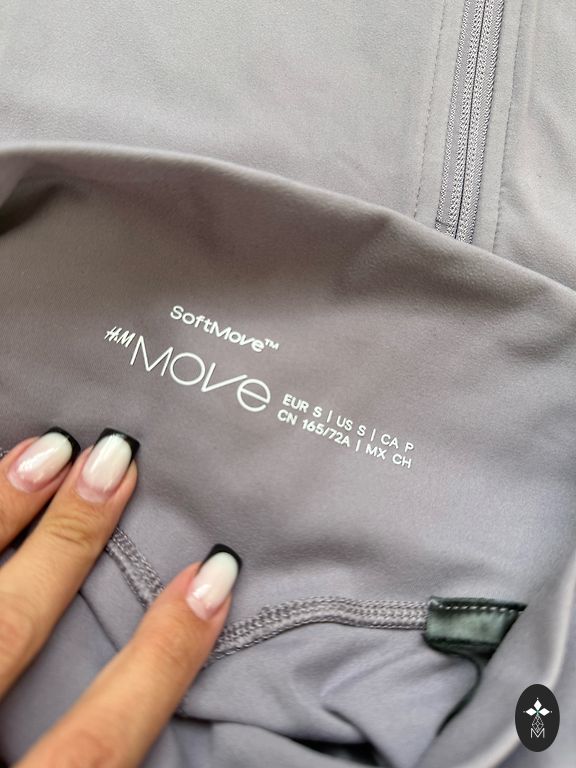 SoftMove™
H&M MOVE
EUR S | US S | CA P
CN 165/72A | MX CH
M